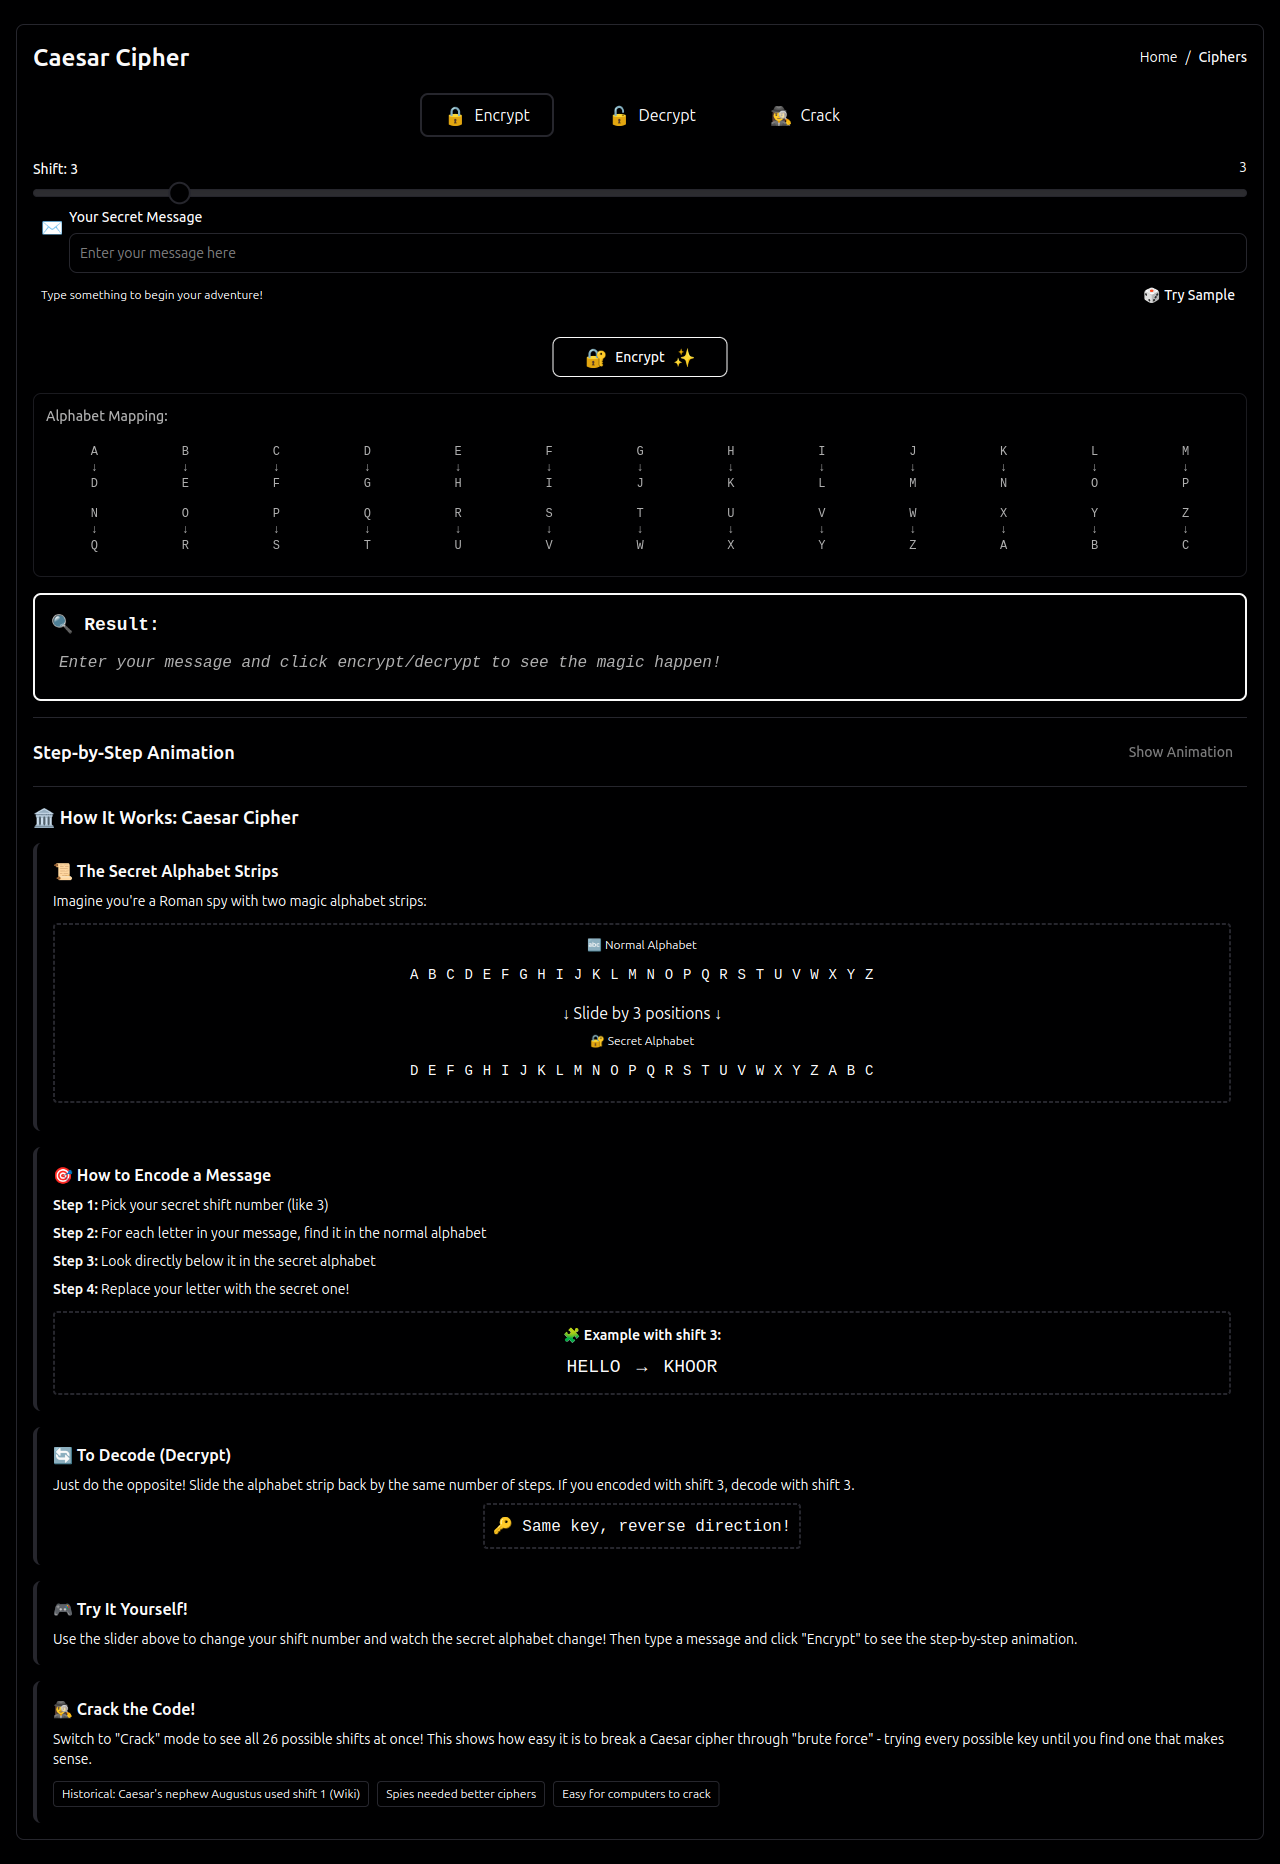 Caesar Cipher
Home / Ciphers
🔒 Encrypt
🔓 Decrypt
🕵️ Crack
Shift: 3
3
✉️ Your Secret Message
Enter your message here
Type something to begin your adventure!
🎲 Try Sample
🔐 Encrypt ✨
Alphabet Mapping:
A B C D E F G H I J K L M
↓ ↓ ↓ ↓ ↓ ↓ ↓ ↓ ↓ ↓ ↓ ↓ ↓
D E F G H I J K L M N O P
N O P Q R S T U V W X Y Z
↓ ↓ ↓ ↓ ↓ ↓ ↓ ↓ ↓ ↓ ↓ ↓ ↓
Q R S T U V W X Y Z A B C
🔍 Result:
Enter your message and click encrypt/decrypt to see the magic happen!
Step-by-Step Animation
Show Animation
🏛️ How It Works: Caesar Cipher
📜 The Secret Alphabet Strips
Imagine you're a Roman spy with two magic alphabet strips:
🔤 Normal Alphabet
A B C D E F G H I J K L M N O P Q R S T U V W X Y Z
↓ Slide by 3 positions ↓
🔐 Secret Alphabet
D E F G H I J K L M N O P Q R S T U V W X Y Z A B C
🎯 How to Encode a Message
Step 1: Pick your secret shift number (like 3)
Step 2: For each letter in your message, find it in the normal alphabet
Step 3: Look directly below it in the secret alphabet
Step 4: Replace your letter with the secret one!
🧩 Example with shift 3:
HELLO → KHOOR
🔄 To Decode (Decrypt)
Just do the opposite! Slide the alphabet strip back by the same number of steps. If you encoded with shift 3, decode with shift 3.
🔑 Same key, reverse direction!
🎮 Try It Yourself!
Use the slider above to change your shift number and watch the secret alphabet change! Then type a message and click "Encrypt" to see the step-by-step animation.
🕵️ Crack the Code!
Switch to "Crack" mode to see all 26 possible shifts at once! This shows how easy it is to break a Caesar cipher through "brute force" - trying every possible key until you find one that makes
sense.
Historical: Caesar's nephew Augustus used shift 1 (Wiki)
Spies needed better ciphers
Easy for computers to crack